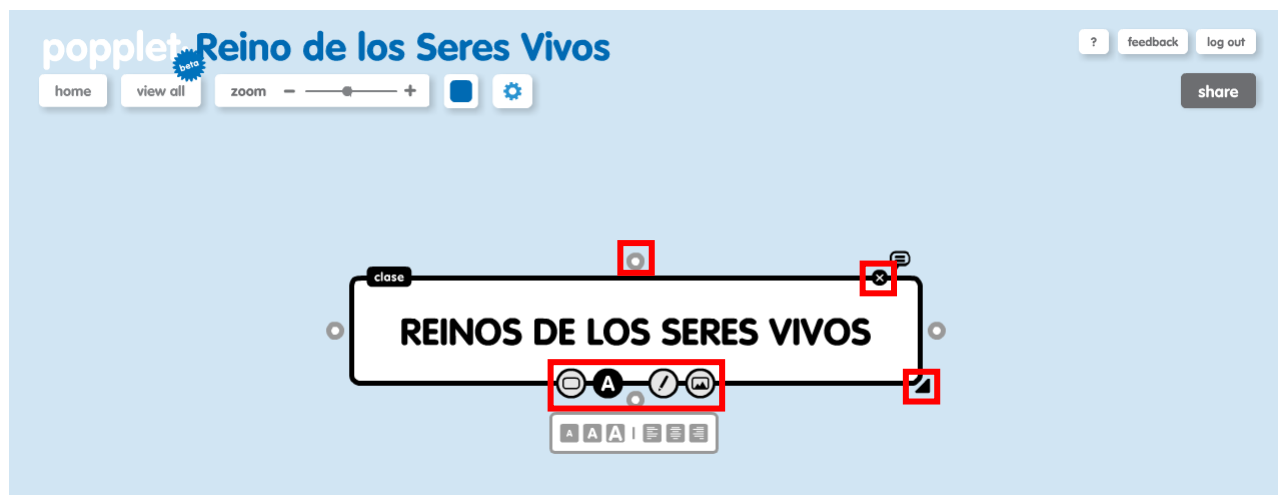 popplet Reino de los Seres Vivos
beta
? feedback log out
home view all zoom - + share
clase
REINOS DE LOS SERES VIVOS
A
A A A